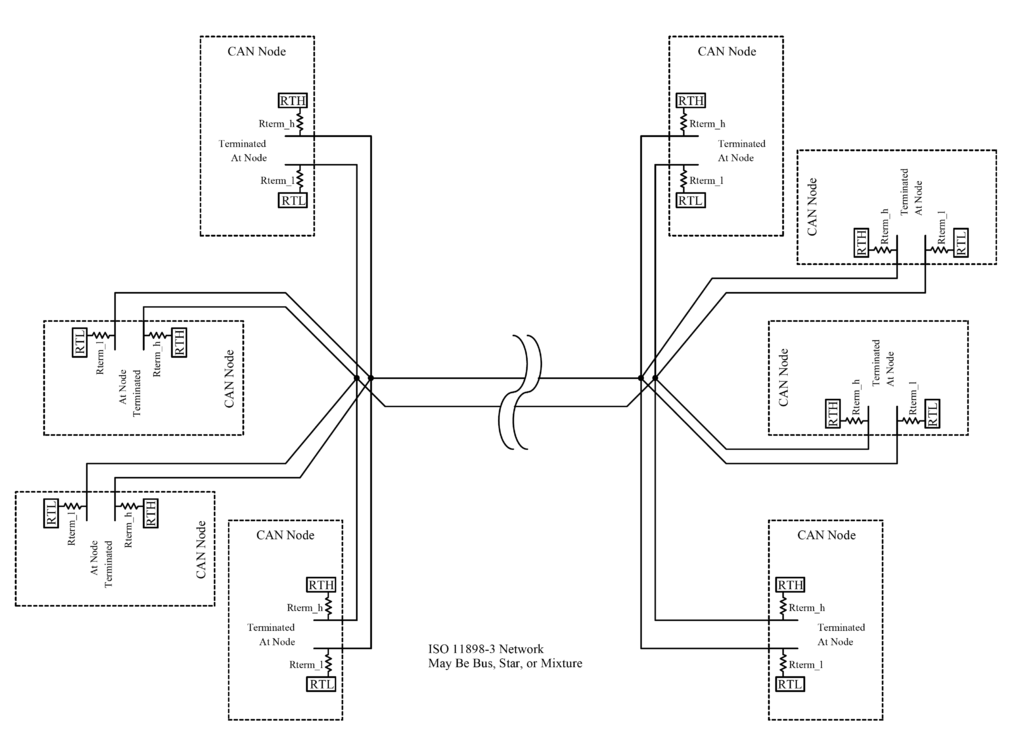 CAN Node
RTH
Rterm_h
Terminated
At Node
Rterm_l
RTL
CAN Node
RTH
Rterm_h
Terminated
At Node
Rterm_l
RTL
CAN Node
RTH
Rterm_h
Terminated
At Node
Rterm_l
RTL
RTL
Rterm_l
At Node
Terminated
Rterm_h
RTH
CAN Node
CAN Node
RTH
Rterm_h
Terminated
At Node
Rterm_l
RTL
RTL
Rterm_l
At Node
Terminated
Rterm_h
RTH
CAN Node
CAN Node
RTH
Rterm_h
Terminated
At Node
Rterm_l
RTL
CAN Node
RTH
Rterm_h
Terminated
At Node
Rterm_l
RTL
ISO 11898-3 Network
May Be Bus, Star, or Mixture